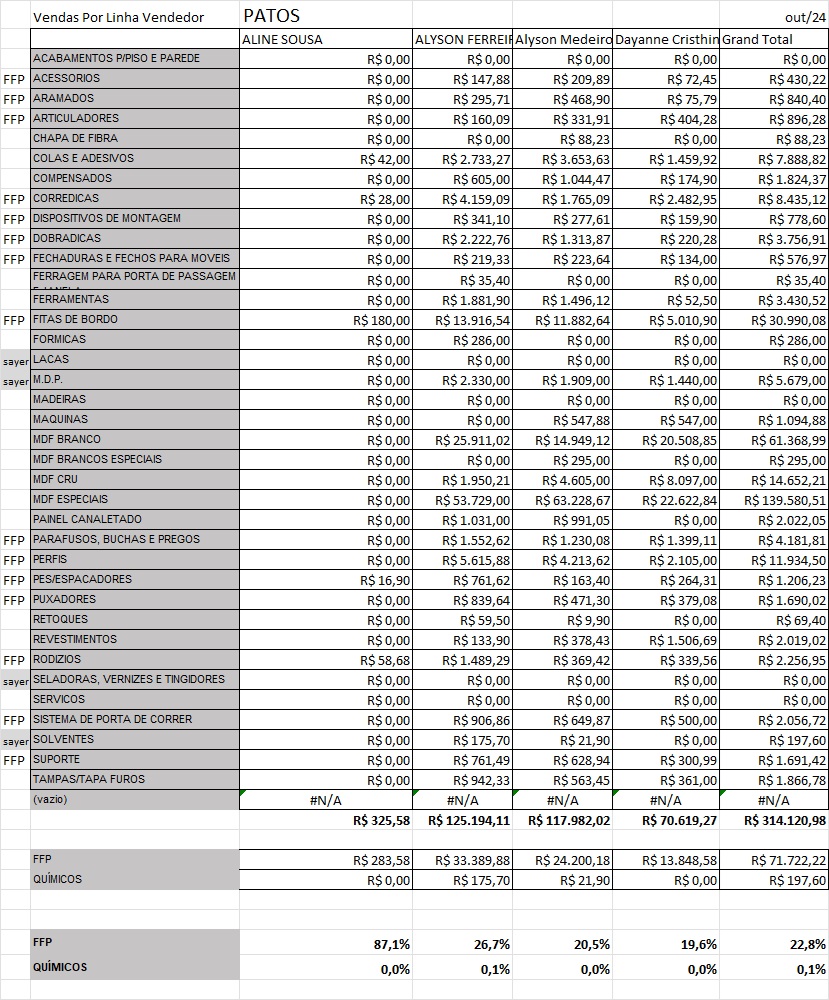 Vendas Por Linha Vendedor PATOS out/24
ALINE SOUSA ALYSON FERREIR Alyson Medeiro Dayanne Cristhin Grand Total
ACABAMENTOS P/PISO E PAREDE R$ 0,00 R$ 0,00 R$ 0,00 R$ 0,00 R$ 0,00
FFP ACESSORIOS R$ 0,00 R$ 147,88 R$ 209,89 R$ 72,45 R$ 430,22
FFP ARAMADOS R$ 0,00 R$ 295,71 R$ 468,90 R$ 75,79 R$ 840,40
FFP ARTICULADORES R$ 0,00 R$ 160,09 R$ 331,91 R$ 404,28 R$ 896,28
CHAPA DE FIBRA R$ 0,00 R$ 0,00 R$ 88,23 R$ 0,00 R$ 88,23
COLAS E ADESIVOS R$ 42,00 R$ 2.733,27 R$ 3.653,63 R$ 1.459,92 R$ 7.888,82
COMPENSADOS R$ 0,00 R$ 605,00 R$ 1.044,47 R$ 174,90 R$ 1.824,37
FFP CORREDICAS R$ 28,00 R$ 4.159,09 R$ 1.765,09 R$ 2.482,95 R$ 8.435,12
FFP DISPOSITIVOS DE MONTAGEM R$ 0,00 R$ 341,10 R$ 277,61 R$ 159,90 R$ 778,60
FFP DOBRADICAS R$ 0,00 R$ 2.222,76 R$ 1.313,87 R$ 220,28 R$ 3.756,91
FFP FECHADURAS E FECHOS PARA MOVEIS R$ 0,00 R$ 219,33 R$ 223,64 R$ 134,00 R$ 576,97
FERRAGEM PARA PORTA DE PASSAGEM R$ 0,00 R$ 35,40 R$ 0,00 R$ 0,00 R$ 35,40
FERRAMENTAS R$ 0,00 R$ 1.881,90 R$ 1.496,12 R$ 52,50 R$ 3.430,52
FFP FITAS DE BORDO R$ 180,00 R$ 13.916,54 R$ 11.882,64 R$ 5.010,90 R$ 30.990,08
FORMICAS R$ 0,00 R$ 286,00 R$ 0,00 R$ 0,00 R$ 286,00
sayer LACAS R$ 0,00 R$ 0,00 R$ 0,00 R$ 0,00 R$ 0,00
sayer M.D.P. R$ 0,00 R$ 2.330,00 R$ 1.909,00 R$ 1.440,00 R$ 5.679,00
MADEIRAS R$ 0,00 R$ 0,00 R$ 0,00 R$ 0,00 R$ 0,00
MAQUINAS R$ 0,00 R$ 0,00 R$ 547,88 R$ 547,00 R$ 1.094,88
MDF BRANCO R$ 0,00 R$ 25.911,02 R$ 14.949,12 R$ 20.508,85 R$ 61.368,99
MDF BRANCOS ESPECIAIS R$ 0,00 R$ 0,00 R$ 295,00 R$ 0,00 R$ 295,00
MDF CRU R$ 0,00 R$ 1.950,21 R$ 4.605,00 R$ 8.097,00 R$ 14.652,21
MDF ESPECIAIS R$ 0,00 R$ 53.729,00 R$ 63.228,67 R$ 22.622,84 R$ 139.580,51
PAINEL CANALETADO R$ 0,00 R$ 1.031,00 R$ 991,05 R$ 0,00 R$ 2.022,05
FFP PARAFUSOS, BUCHAS E PREGOS R$ 0,00 R$ 1.552,62 R$ 1.230,08 R$ 1.399,11 R$ 4.181,81
FFP PERFIS R$ 0,00 R$ 5.615,88 R$ 4.213,62 R$ 2.105,00 R$ 11.934,50
FFP PES/ESPACADORES R$ 16,90 R$ 761,62 R$ 163,40 R$ 264,31 R$ 1.206,23
FFP PUXADORES R$ 0,00 R$ 839,64 R$ 471,30 R$ 379,08 R$ 1.690,02
RETOQUES R$ 0,00 R$ 59,50 R$ 9,90 R$ 0,00 R$ 69,40
REVESTIMENTOS R$ 0,00 R$ 133,90 R$ 378,43 R$ 1.506,69 R$ 2.019,02
FFP RODIZIOS R$ 58,68 R$ 1.489,29 R$ 369,42 R$ 339,56 R$ 2.256,95
sayer SELADORAS, VERNIZES E TINGIDORES R$ 0,00 R$ 0,00 R$ 0,00 R$ 0,00 R$ 0,00
SERVICOS R$ 0,00 R$ 0,00 R$ 0,00 R$ 0,00 R$ 0,00
FFP SISTEMA DE PORTA DE CORRER R$ 0,00 R$ 906,86 R$ 649,87 R$ 500,00 R$ 2.056,72
sayer SOLVENTES R$ 0,00 R$ 175,70 R$ 21,90 R$ 0,00 R$ 197,60
FFP SUPORTE R$ 0,00 R$ 761,49 R$ 628,94 R$ 300,99 R$ 1.691,42
TAMPAS/TAPA FUROS R$ 0,00 R$ 942,33 R$ 563,45 R$ 361,00 R$ 1.866,78
(vazio) #N/A #N/A #N/A #N/A #N/A
R$ 325,58 R$ 125.194,11 R$ 117.982,02 R$ 70.619,27 R$ 314.120,98
FFP R$ 283,58 R$ 33.389,88 R$ 24.200,18 R$ 13.848,58 R$ 71.722,22
QUÍMICOS R$ 0,00 R$ 175,70 R$ 21,90 R$ 0,00 R$ 197,60
FFP 87,1% 26,7% 20,5% 19,6% 22,8%
QUÍMICOS 0,0% 0,1% 0,0% 0,0% 0,1%